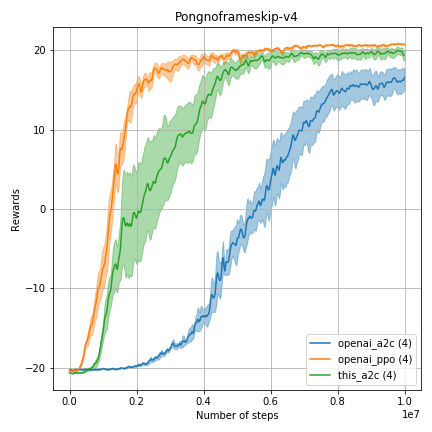 Pongnoframeskip-v4
Rewards
20
10
0
−10
−20
0.0
0.2
0.4
0.6
0.8
1.0
1e7
Number of steps
openai_a2c (4)
openai_ppo (4)
this_a2c (4)